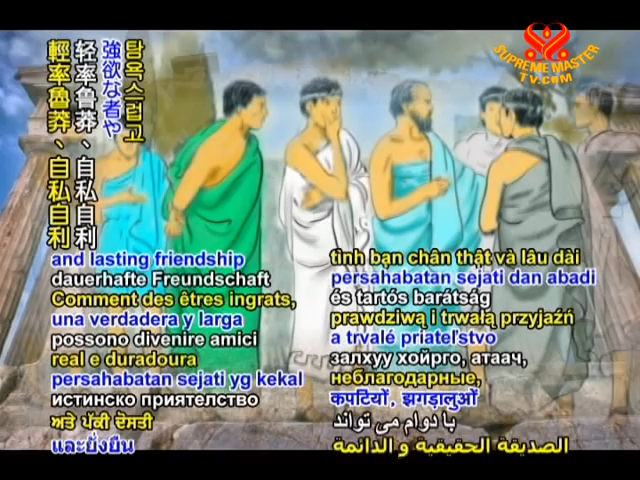 SUPREME MASTER
TV.COM
탐욕스럽고
強欲な者や
轻率鲁莽、自私自利
輕率魯莽、自私自利
and lasting friendship
dauerhafte Freundschaft
Comment des êtres ingrats,
una verdadera y larga
possono divenire amici
real e duradoura
persahabatan sejati yg kekal
истинско приятелство
ਅਤੇ ਪੱਕੀ ਦੋਸਤੀ
และยั่งยืน
tình bạn chân thật và lâu dài
persahabatan sejati dan abadi
és tartós barátság
prawdziwą i trwałą przyjaźń
a trvalé priateľstvo
залхуу хойрго, атаач,
неблагодарные,
कपटियों, झगड़ालुओं
با دوام می تواند
الصديقة الحقيقية و الدائمة